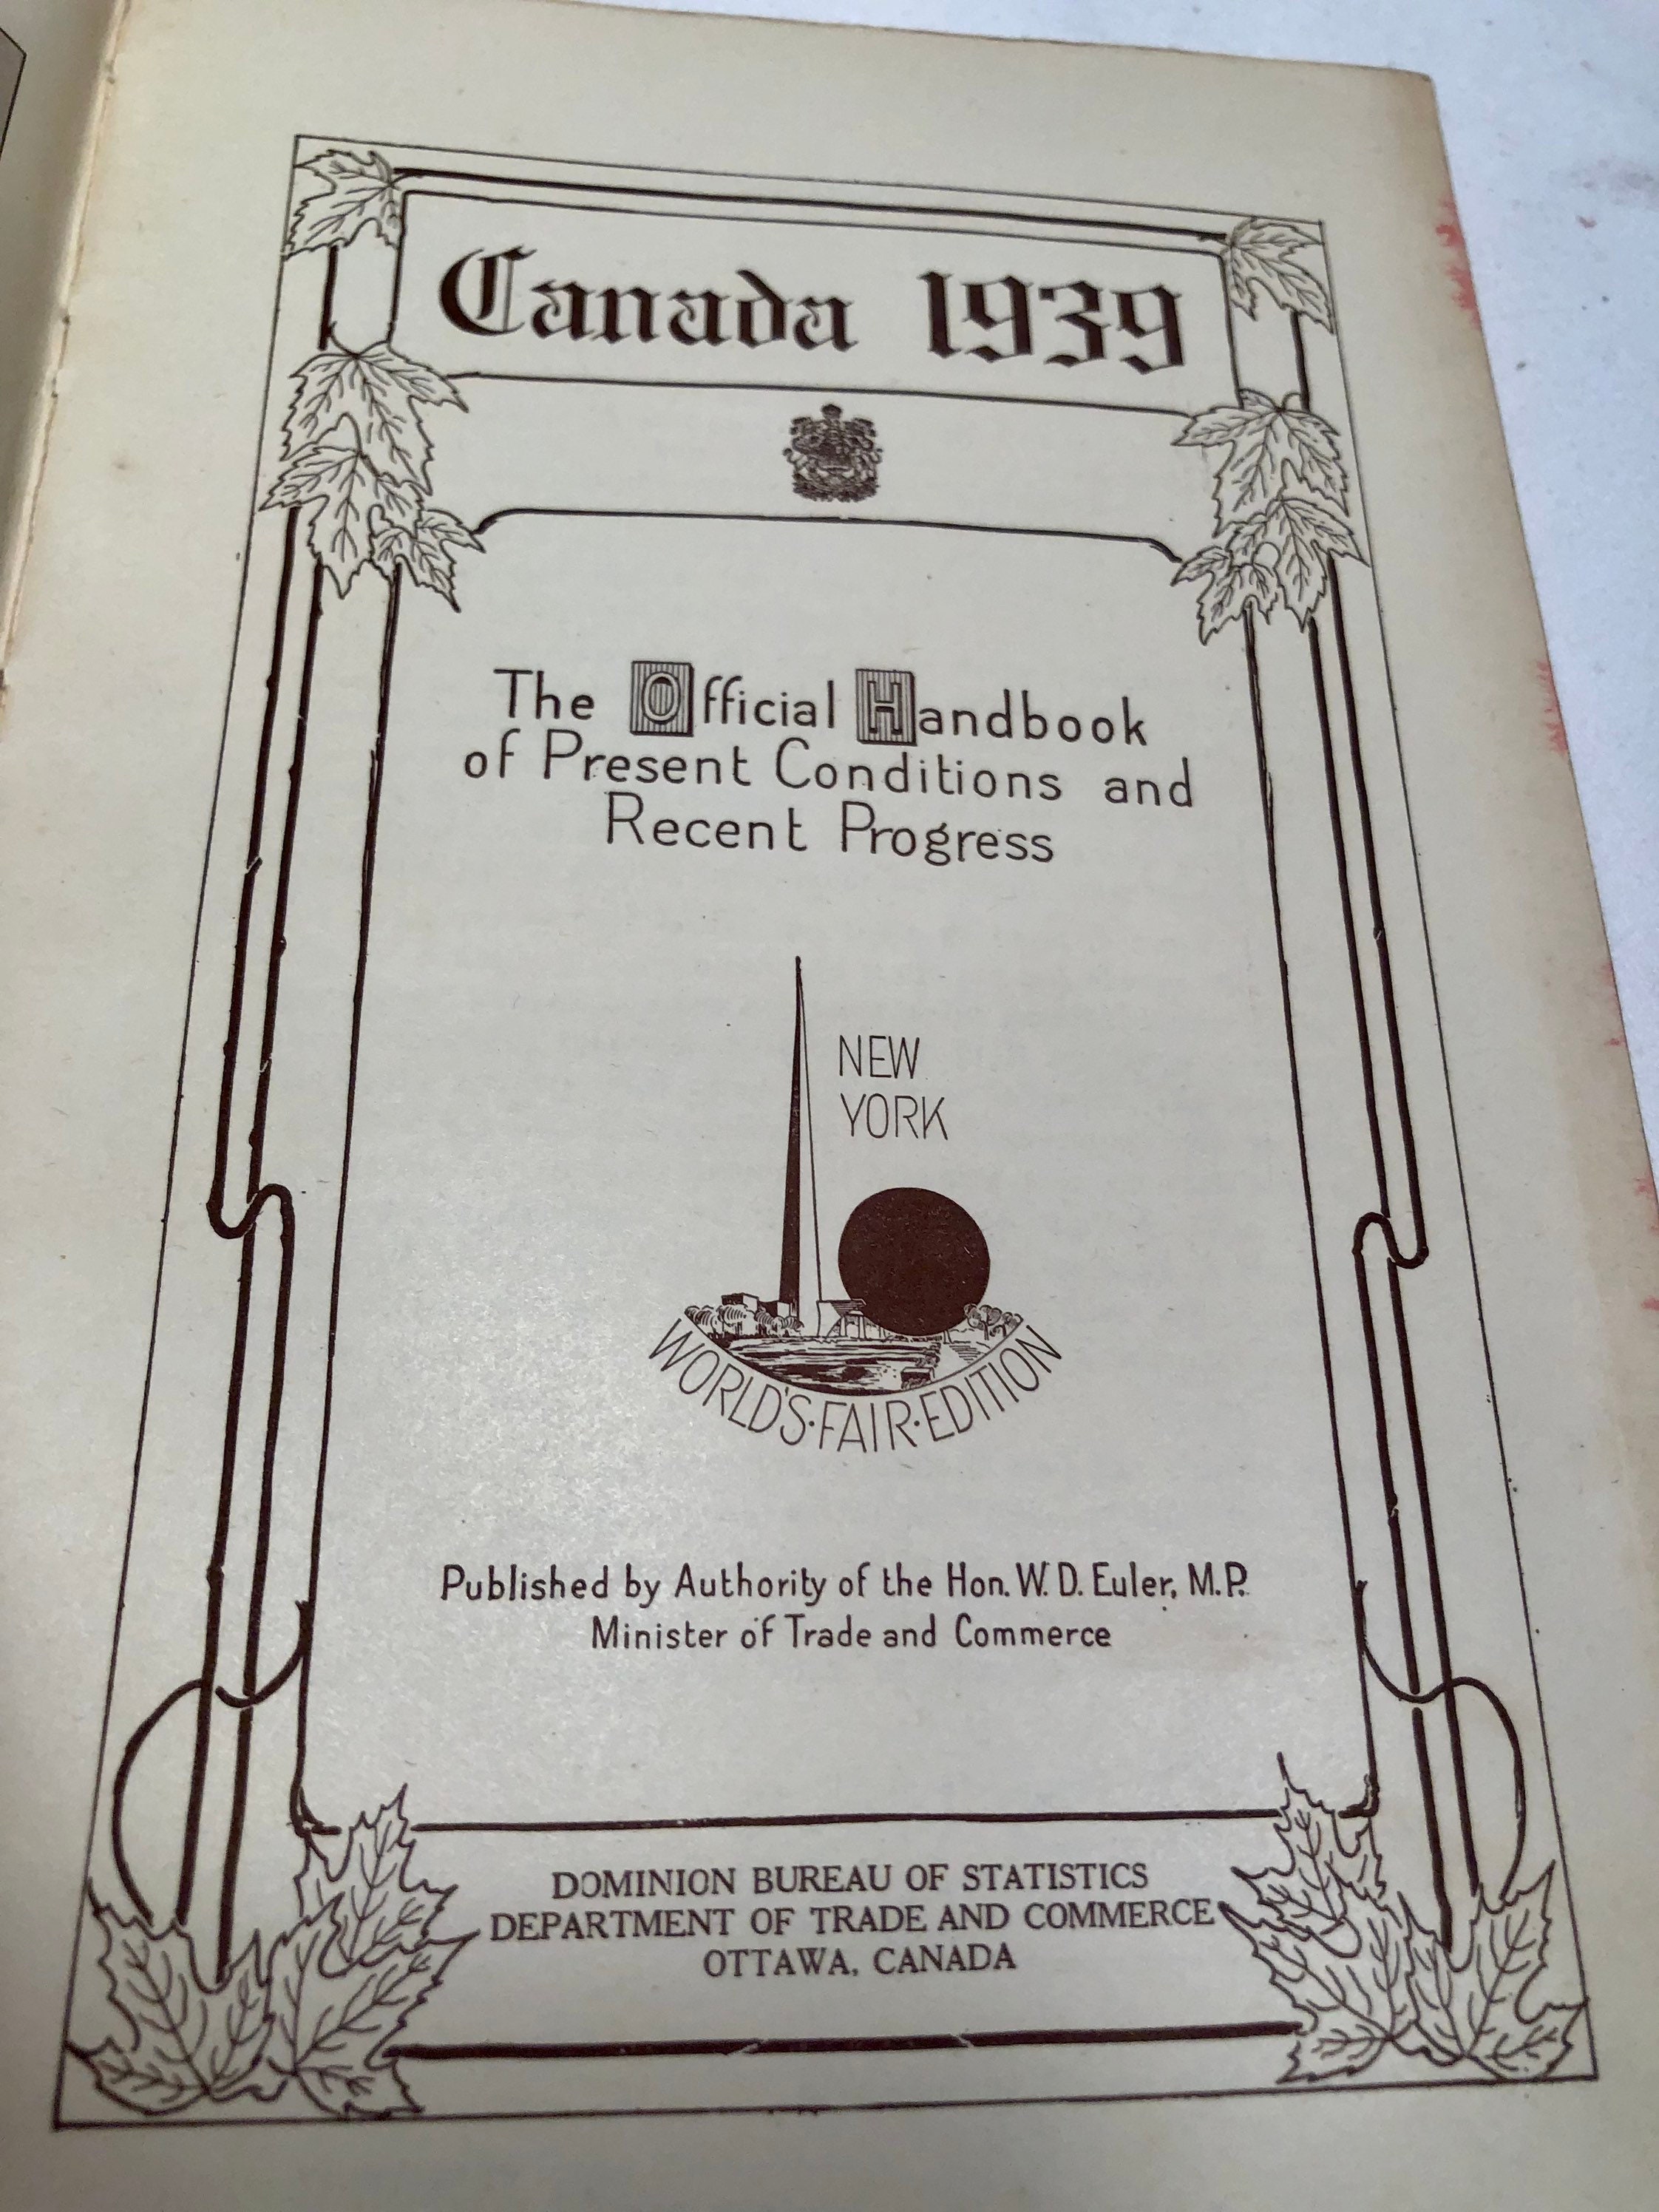 Canada 1939
The Official Handbook
of Present Conditions and
Recent Progress
NEW
YORK
WORLD'S·FAIR·EDITION
Published by Authority of the Hon. W. D. Euler, M.P.
Minister of Trade and Commerce
DOMINION BUREAU OF STATISTICS
DEPARTMENT OF TRADE AND COMMERCE
OTTAWA, CANADA